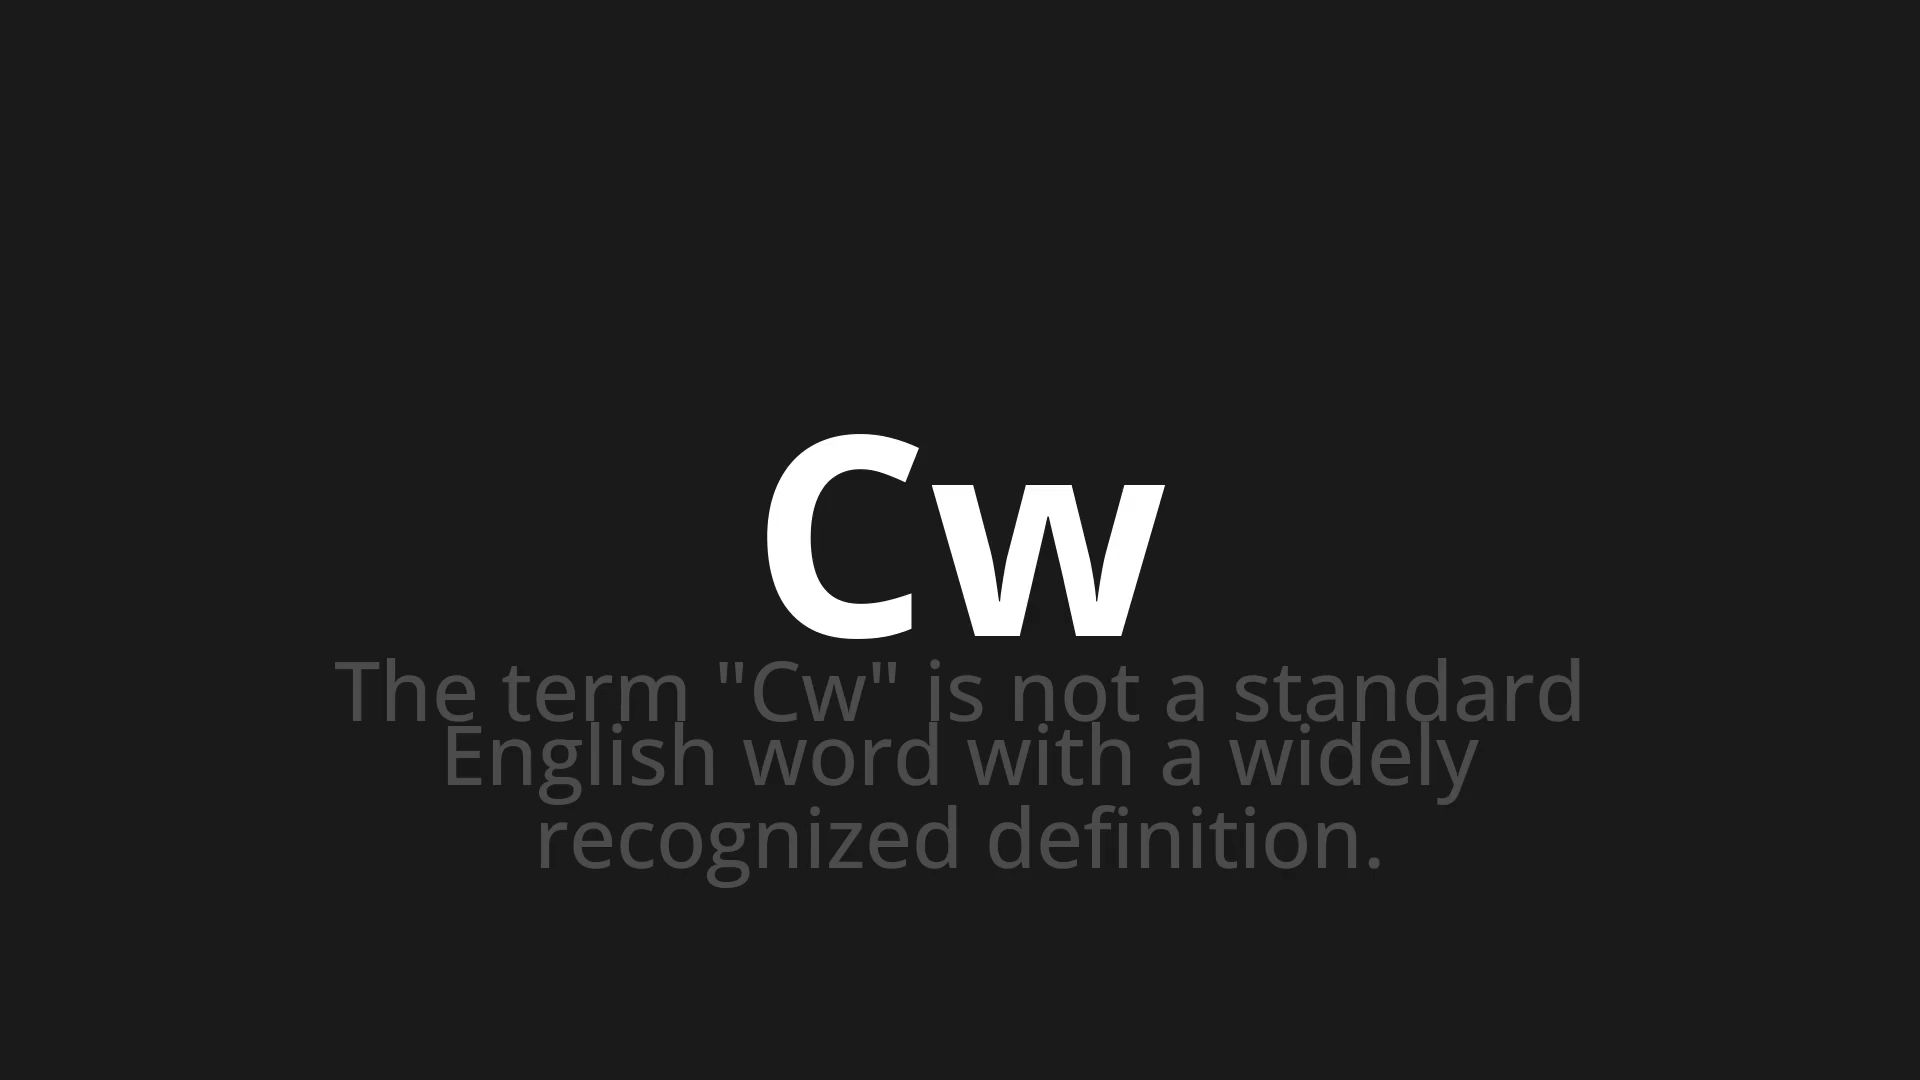 Cw
The term "Cw" is not a standard
English word with a widely
recognized definition.